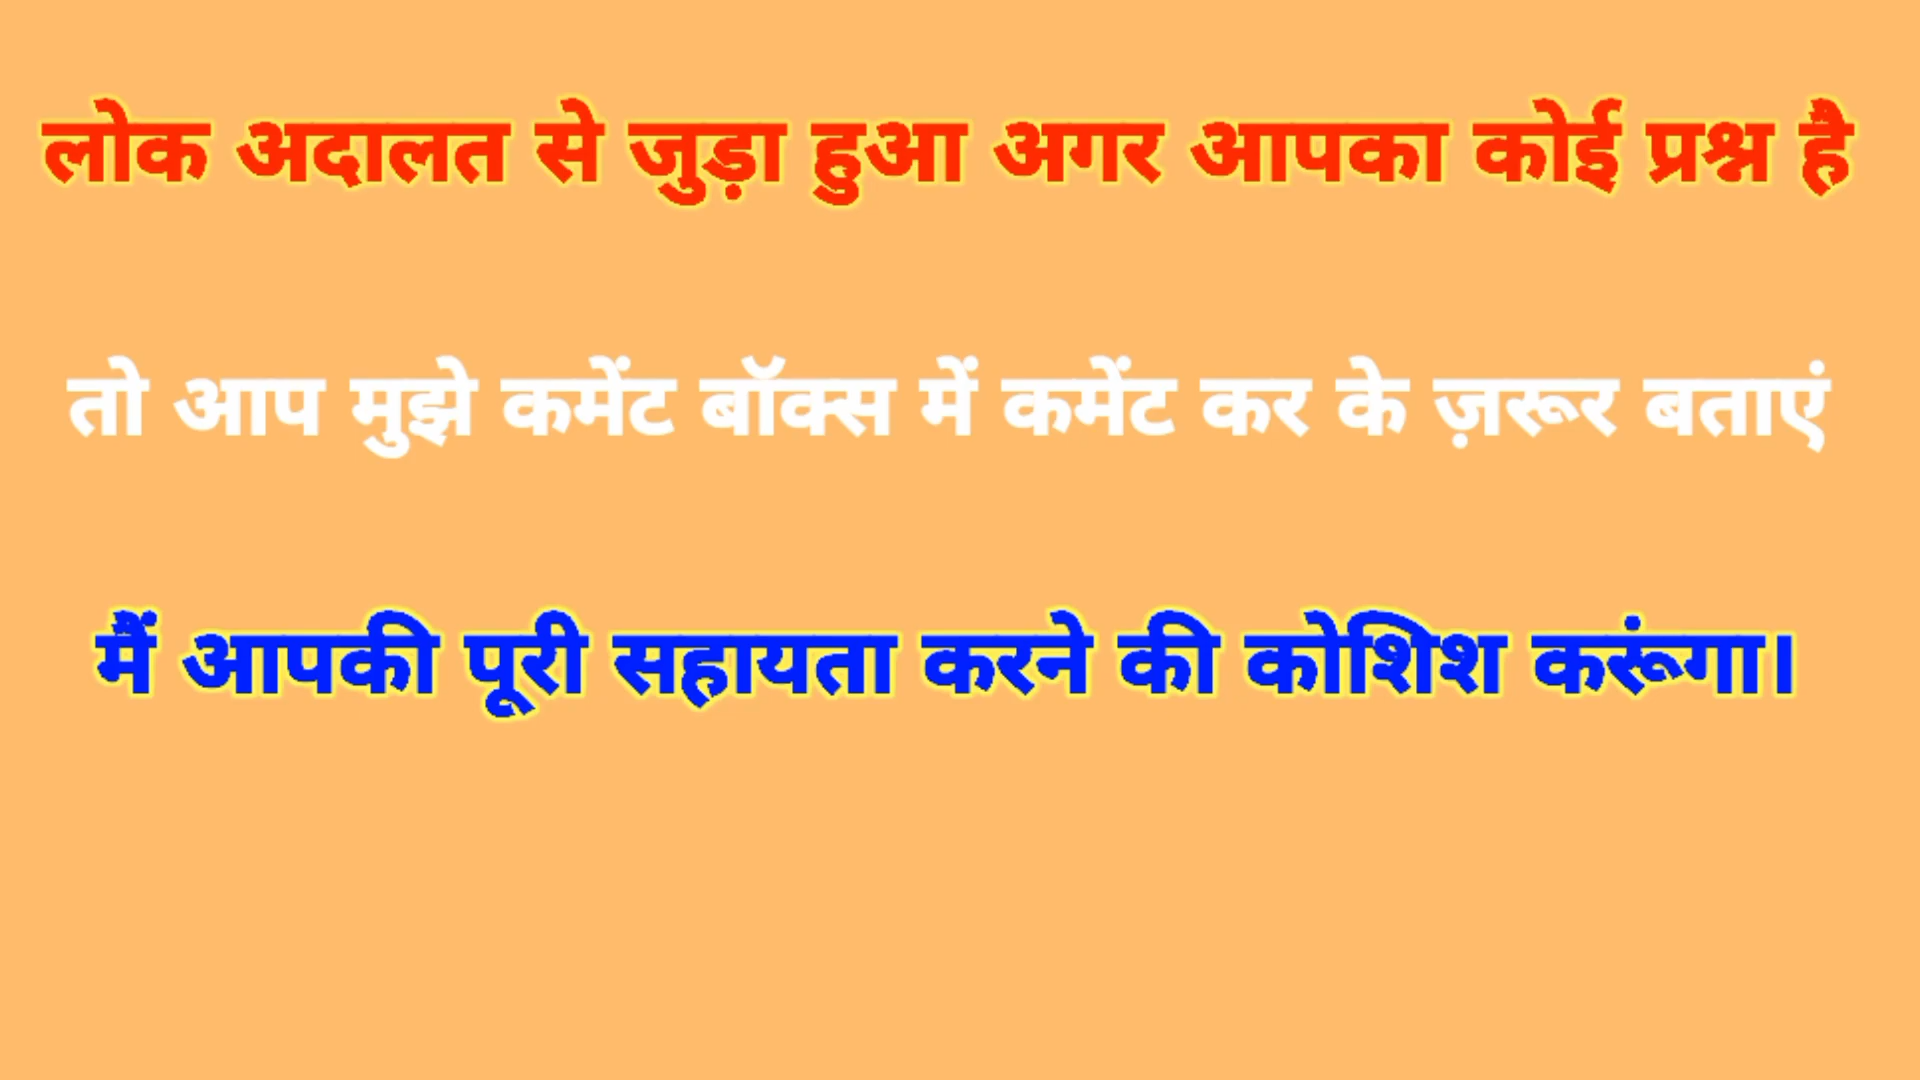 लोक अदालत से जुड़ा हुआ अगर आपका कोई प्रश्न है
तो आप मुझे कमेंट बॉक्स में कमेंट कर के ज़रूर बताएं
मैं आपकी पूरी सहायता करने की कोशिश करूंगा।